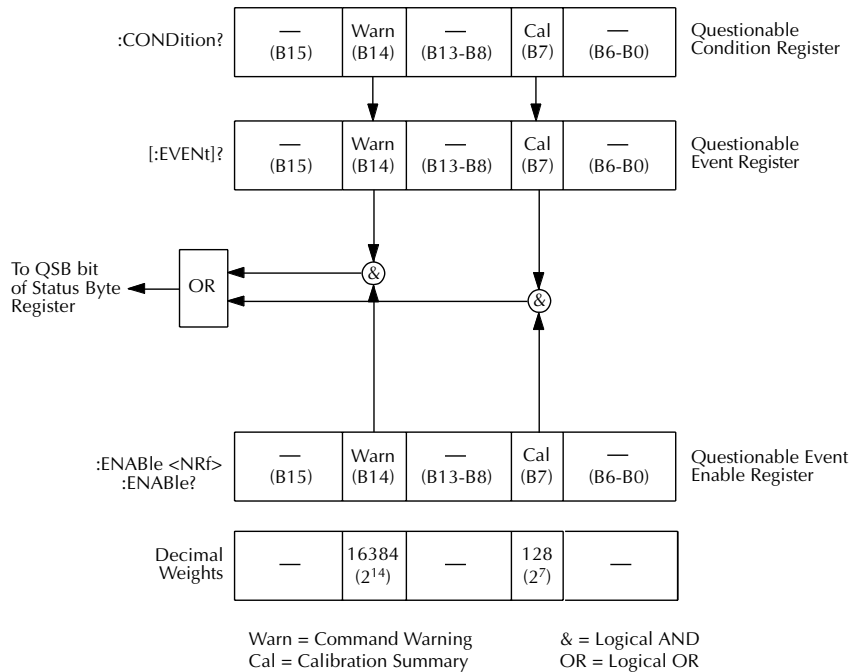 :CONDition?
—
(B15)
Warn
(B14)
—
(B13-B8)
Cal
(B7)
—
(B6-B0)
Questionable
Condition Register
[:EVENt]?
—
(B15)
Warn
(B14)
—
(B13-B8)
Cal
(B7)
—
(B6-B0)
Questionable
Event Register
To QSB bit
of Status Byte
Register
OR
&
&
:ENABle <NRf>
:ENABle?
—
(B15)
Warn
(B14)
—
(B13-B8)
Cal
(B7)
—
(B6-B0)
Questionable Event
Enable Register
Decimal
Weights
—
16384
(2¹⁴)
—
128
(2⁷)
—
Warn = Command Warning
Cal = Calibration Summary
& = Logical AND
OR = Logical OR